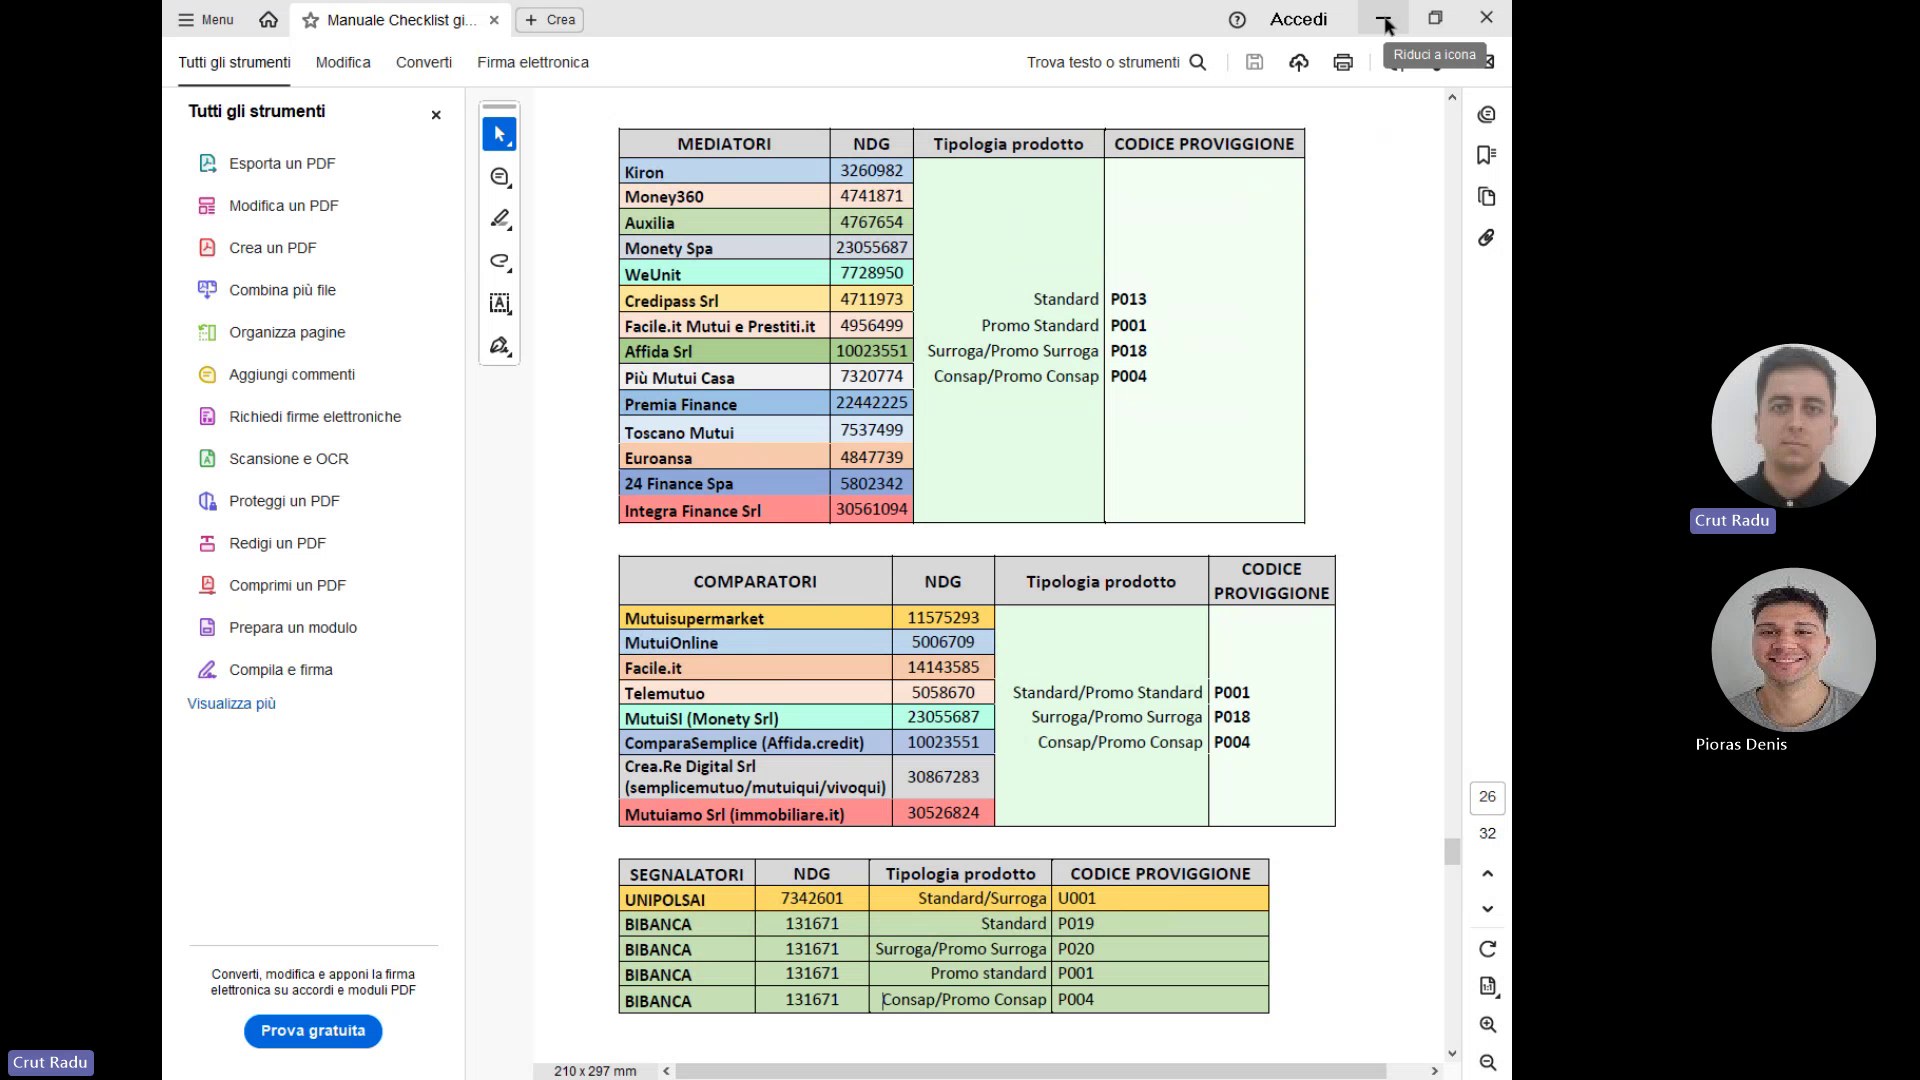 Menu
Manuale Checklist gi...
Crea
Accedi
Riduci a icona
Tutti gli strumenti
Modifica
Converti
Firma elettronica
Trova testo o strumenti
Tutti gli strumenti
Esporta un PDF
Modifica un PDF
Crea un PDF
Combina più file
Organizza pagine
Aggiungi commenti
Richiedi firme elettroniche
Scansione e OCR
Proteggi un PDF
Redigi un PDF
Comprimi un PDF
Prepara un modulo
Compila e firma
Visualizza più
Converti, modifica e apponi la firma
elettronica su accordi e moduli PDF
Prova gratuita
MEDIATORI NDG Tipologia prodotto CODICE PROVIGGIONE
Kiron 3260982
Money360 4741871
Auxilia 4767654
Monety Spa 23055687
WeUnit 7728950
Credipass Srl 4711973 Standard P013
Facile.it Mutui e Prestiti.it 4956499 Promo Standard P001
Affida Srl 10023551 Surroga/Promo Surroga P018
Più Mutui Casa 7320774 Consap/Promo Consap P004
Premia Finance 22442225
Toscano Mutui 7537499
Euroansa 4847739
24 Finance Spa 5802342
Integra Finance Srl 30561094
COMPARATORI NDG Tipologia prodotto CODICE
PROVIGGIONE
Mutuisupermarket 11575293
MutuiOnline 5006709
Facile.it 14143585
Telemutuo 5058670 Standard/Promo Standard P001
MutuiSI (Monety Srl) 23055687 Surroga/Promo Surroga P018
ComparaSemplice (Affida.credit) 10023551 Consap/Promo Consap P004
Crea.Re Digital Srl
(semplicemutuo/mutuiqui/vivoqui) 30867283
Mutuiamo Srl (immobiliare.it) 30526824
SEGNALATORI NDG Tipologia prodotto CODICE PROVIGGIONE
UNIPOLSAI 7342601 Standard/Surroga U001
BIBANCA 131671 Standard P019
BIBANCA 131671 Surroga/Promo Surroga P020
BIBANCA 131671 Promo standard P001
BIBANCA 131671 Consap/Promo Consap P004
210 x 297 mm
26
32
Crut Radu
Pioras Denis
Crut Radu